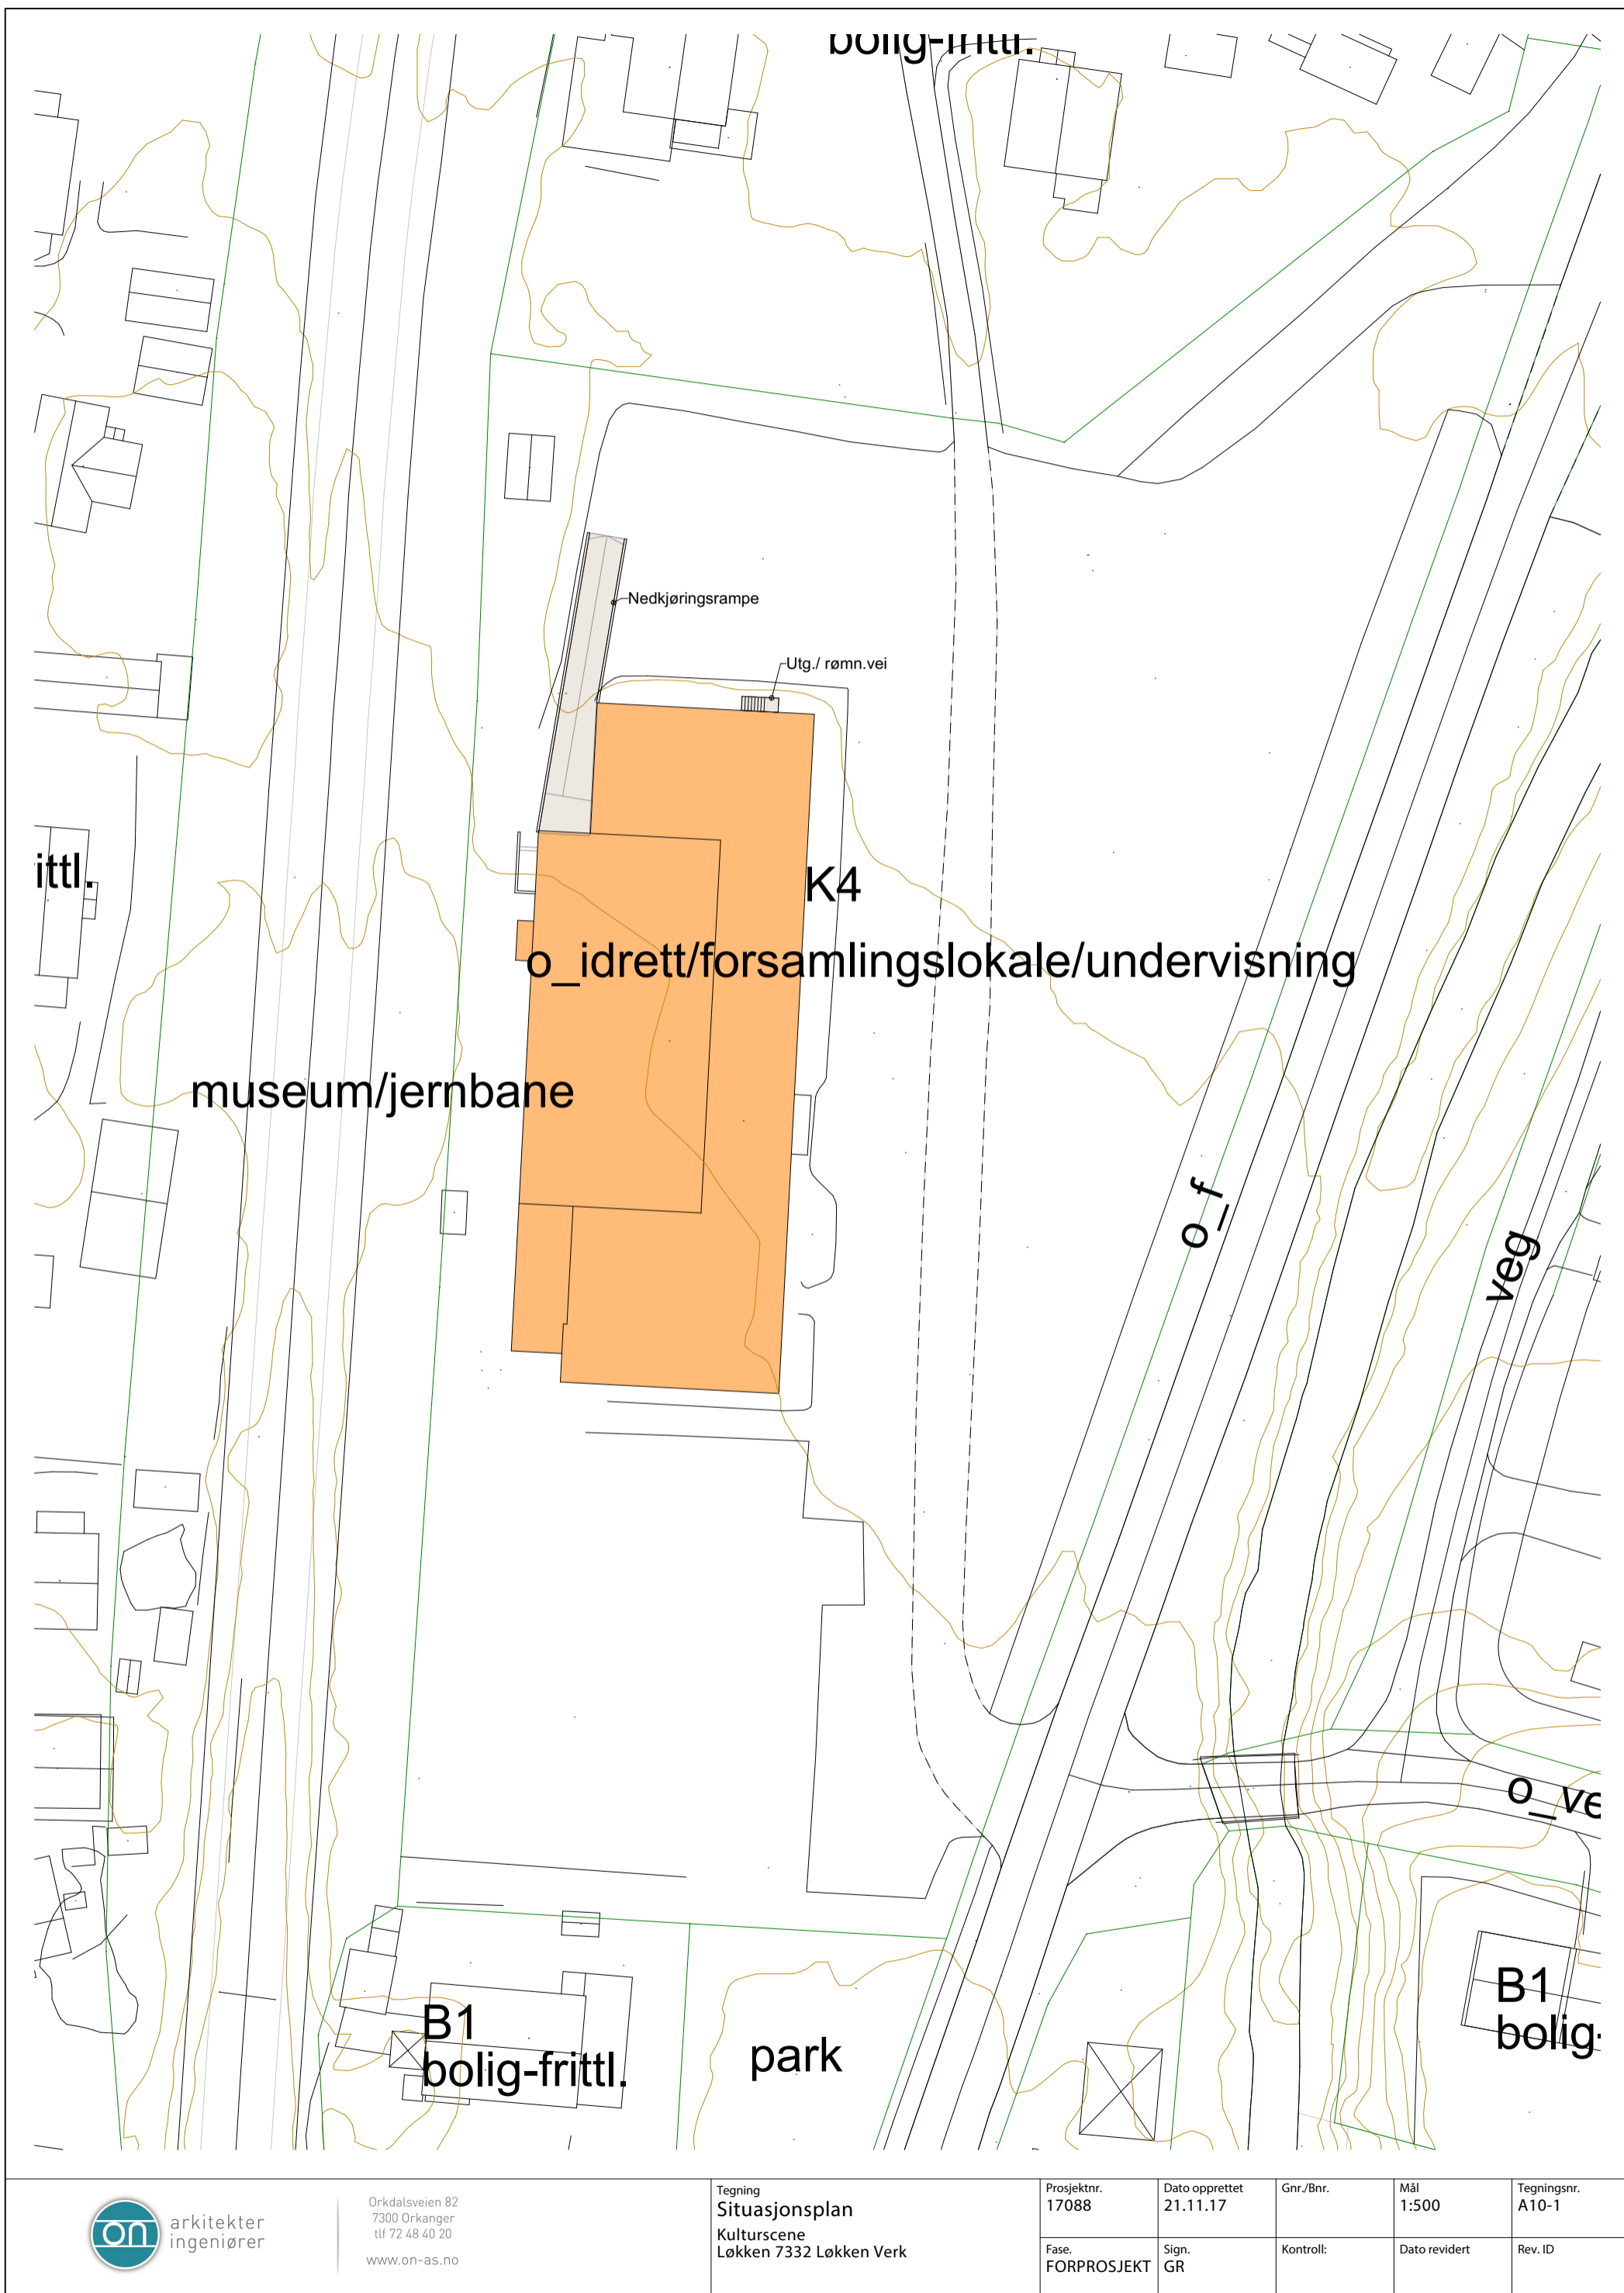 bolig-frittl.
Nedkjøringsrampe
Utg./ rømn.vei
ittl.
K4
o_idrett/forsamlingslokale/undervisning
museum/jernbane
o_f
veg
o_ve
B1
bolig-frittl.
park
B1
bolig-
on arkitekter
ingeniører
Orkdalsveien 82
7300 Orkanger
tlf 72 48 40 20
www.on-as.no
Tegning
Situasjonsplan
Kulturscene
Løkken 7332 Løkken Verk
Prosjektnr.
17088
Dato opprettet
21.11.17
Gnr./Bnr.
Mål
1:500
Tegningsnr.
A10-1
Fase.
FORPROSJEKT
Sign.
GR
Kontroll:
Dato revidert
Rev. ID